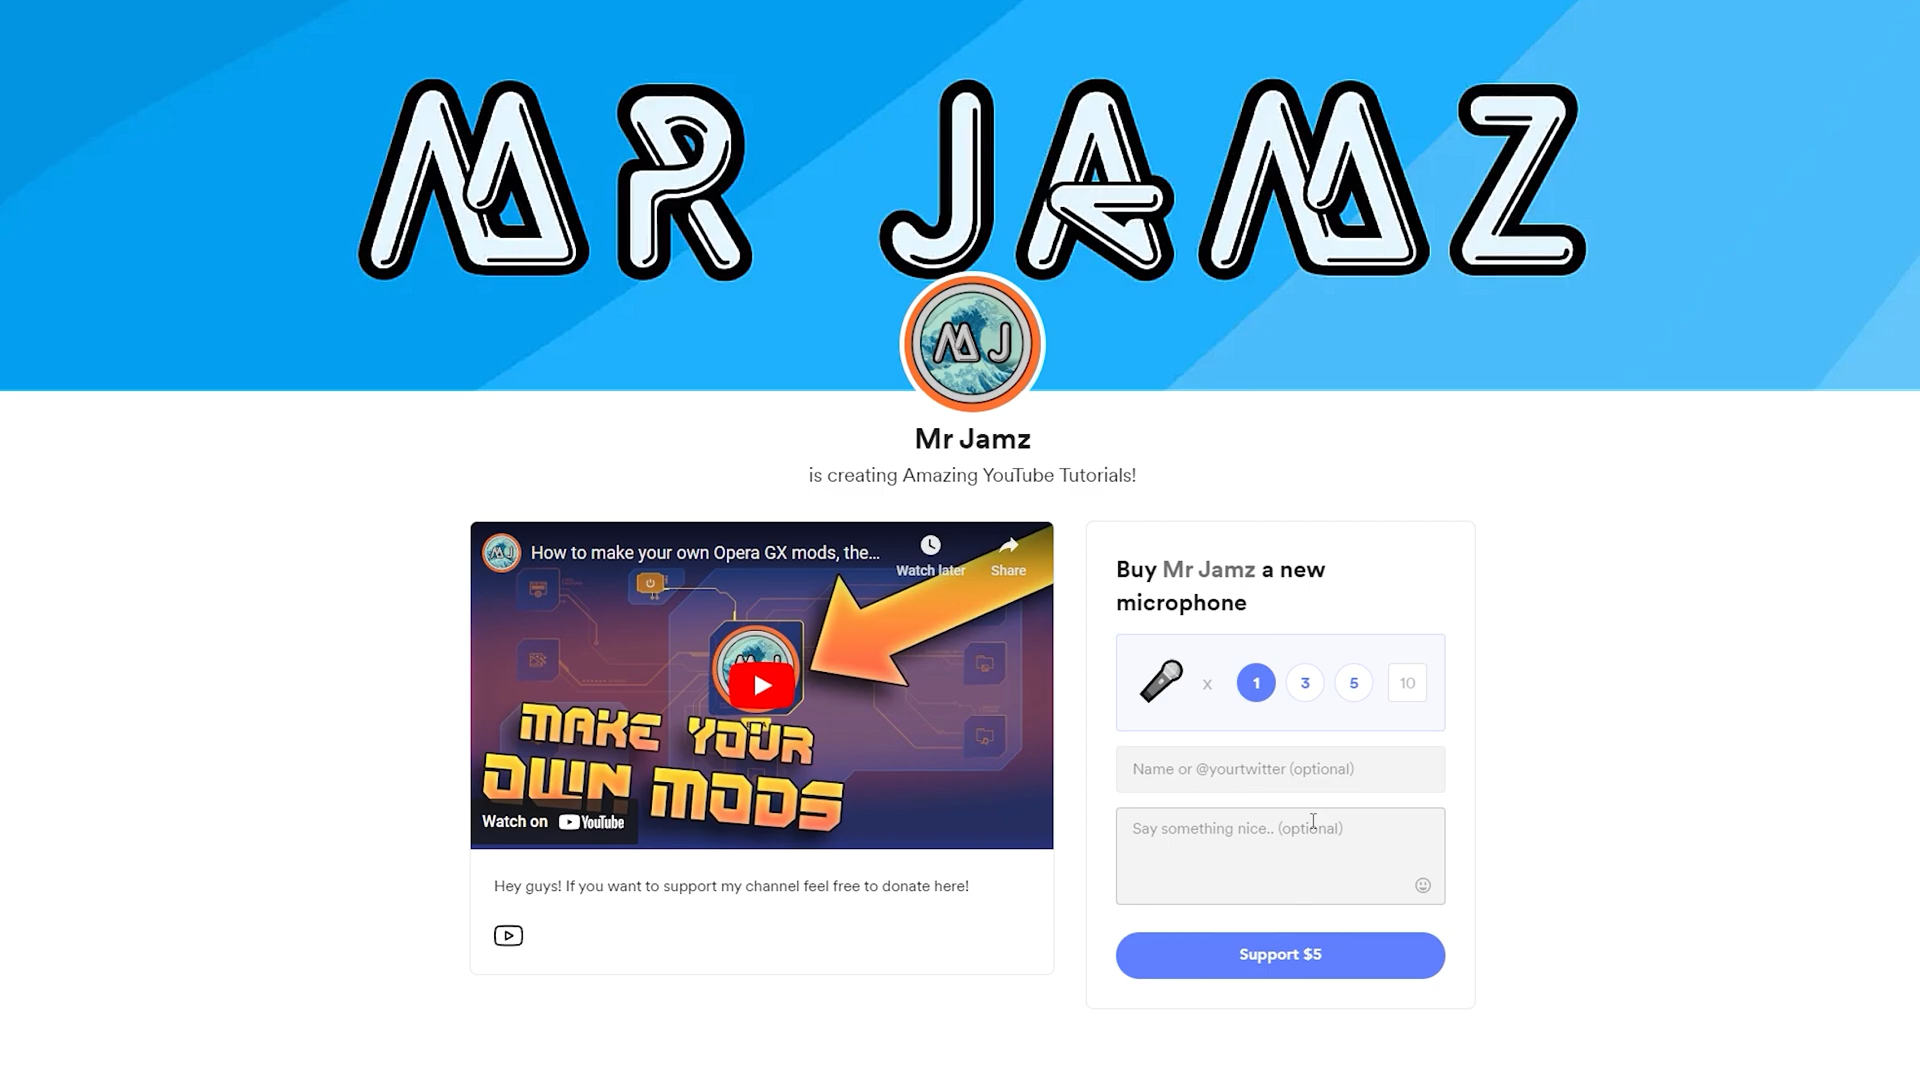 MR JAMZ
MJ
Mr Jamz
is creating Amazing YouTube Tutorials!
MJ
How to make your own Opera GX mods, the...
Watch later
Share
MAKE YOUR
OWN MODS
Watch on YouTube
Hey guys! If you want to support my channel feel free to donate here!
Buy Mr Jamz a new
microphone
x 1 3 5 10
Name or @yourtwitter (optional)
Say something nice.. (optional)
Support $5